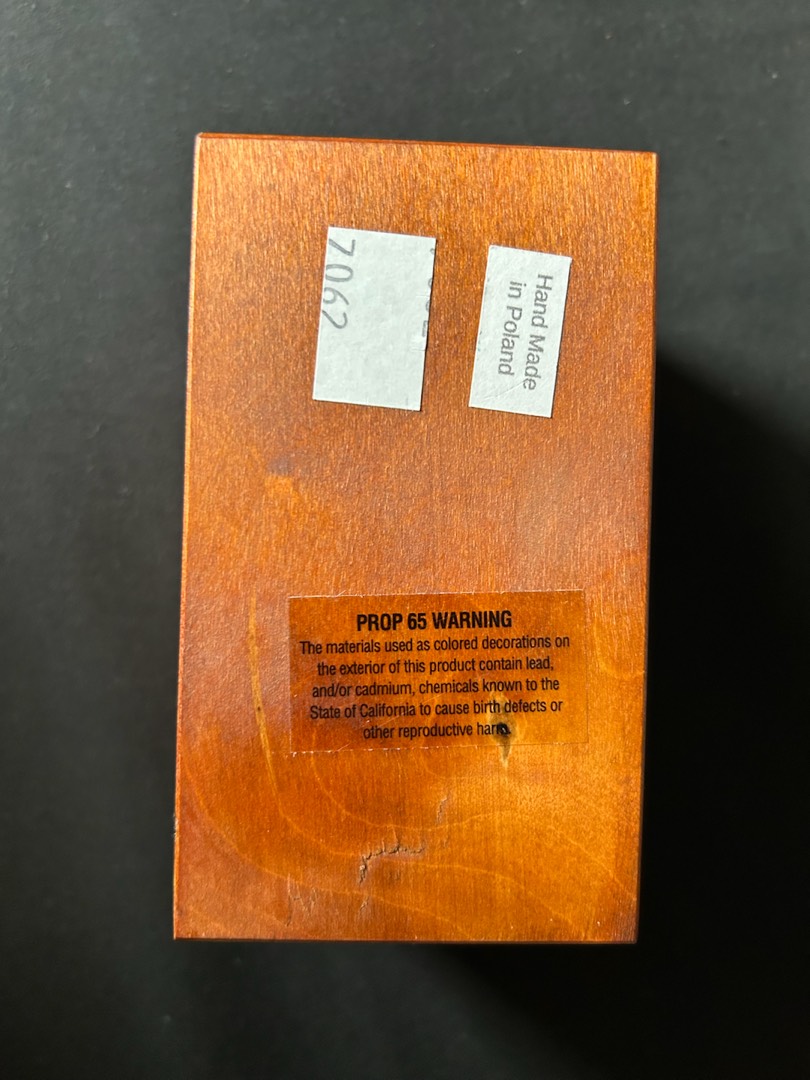 7062
Hand Made
in Poland
PROP 65 WARNING
The materials used as colored decorations on
the exterior of this product contain lead,
and/or cadmium, chemicals known to the
State of California to cause birth defects or
other reproductive harm.